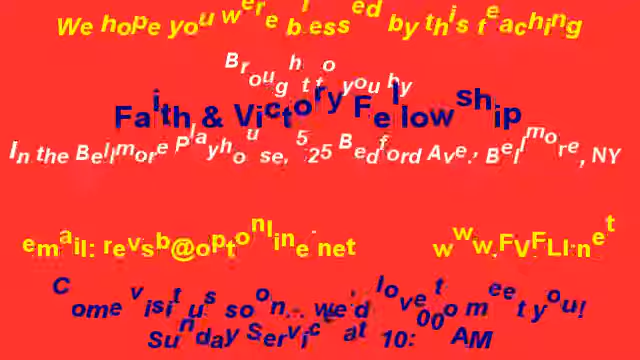 We hope you were blessed by this teaching
Brought to you by
Faith & Victory Fellowship
In the Bellmore Playhouse, 525 Bedford Ave., Bellmore, NY
email: revsb@optonline.net www.FVFLI.net
Come visit us soon... we'd love to meet you!
Sunday Service at 10:00 AM